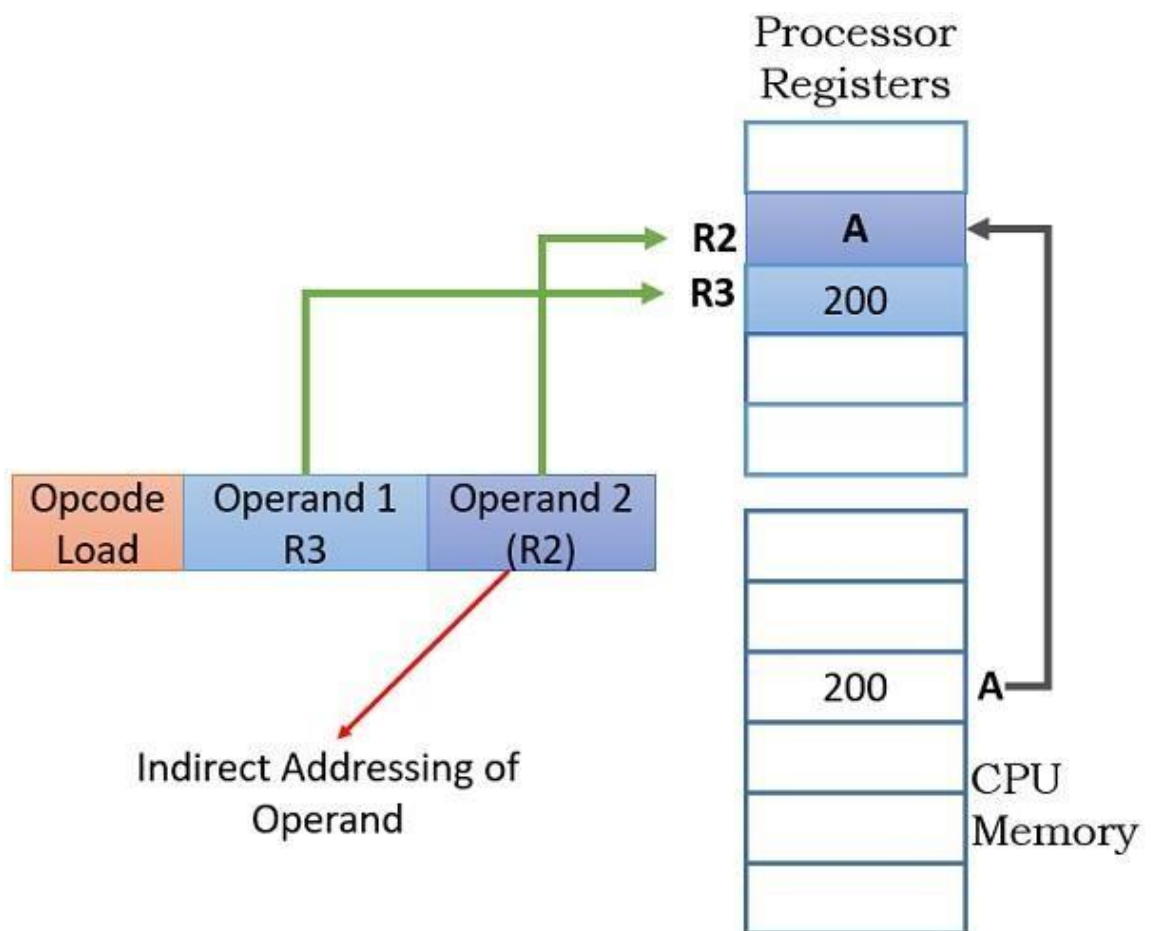 Processor
Registers
R2
A
R3
200
Opcode
Load
Operand 1
R3
Operand 2
(R2)
200
A
Indirect Addressing of
Operand
CPU
Memory